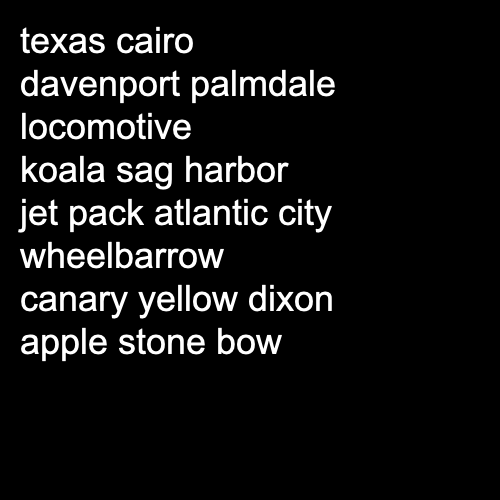 texas cairo
davenport palmdale
locomotive
koala sag harbor
jet pack atlantic city
wheelbarrow
canary yellow dixon
apple stone bow